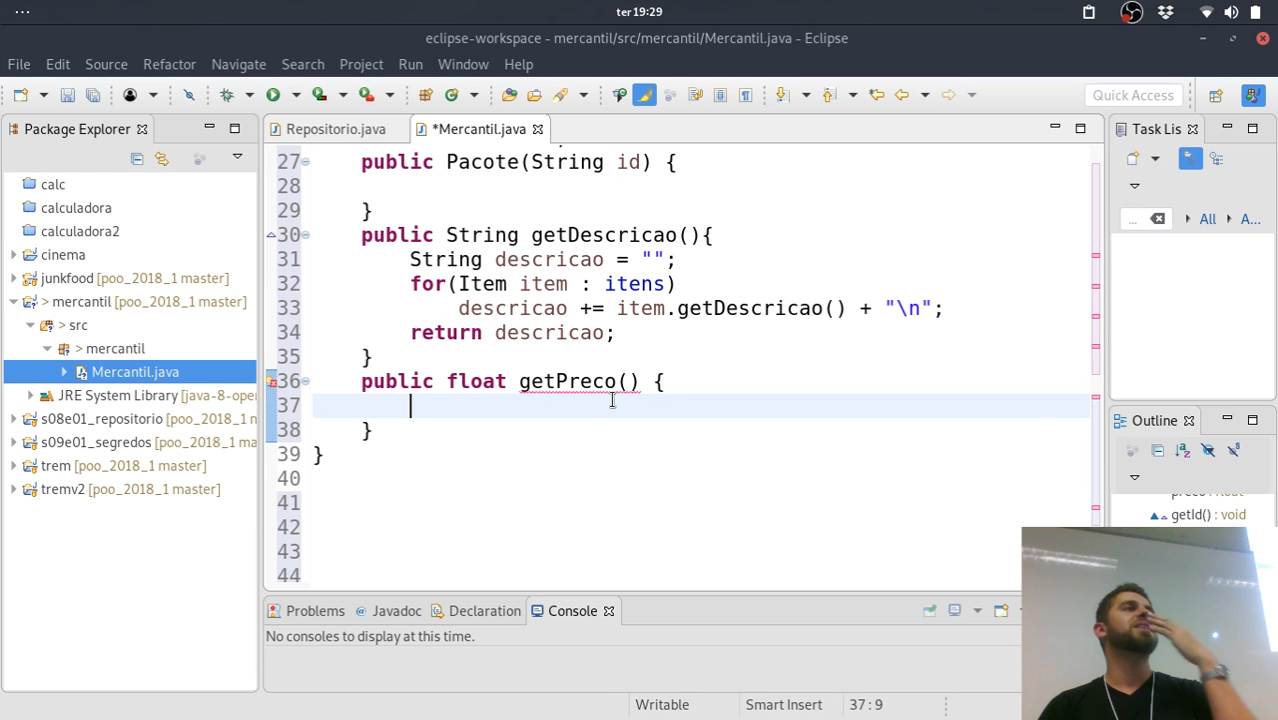 ter 19:29
eclipse-workspace - mercantil/src/mercantil/Mercantil.java - Eclipse
File Edit Source Refactor Navigate Search Project Run Window Help
Quick Access
Package Explorer
Repositorio.java
*Mercantil.java
Task Lis
calc
calculadora
calculadora2
cinema
junkfood [poo_2018_1 master]
> mercantil [poo_2018_1 master]
> src
> mercantil
Mercantil.java
JRE System Library [java-8-oper
s08e01_repositorio [poo_2018_1
s09e01_segredos [poo_2018_1 ma
trem [poo_2018_1 master]
tremv2 [poo_2018_1 master]
27 public Pacote(String id) {
28
29 }
30 public String getDescricao(){
31 String descricao = "";
32 for(Item item : itens)
33 descricao += item.getDescricao() + "\n";
34 return descricao;
35 }
36 public float getPreco() {
37
38 }
39 }
40
41
42
43
44
... All A...
Outline
getId() : void
Problems Javadoc Declaration Console
No consoles to display at this time.
Writable Smart Insert 37 : 9